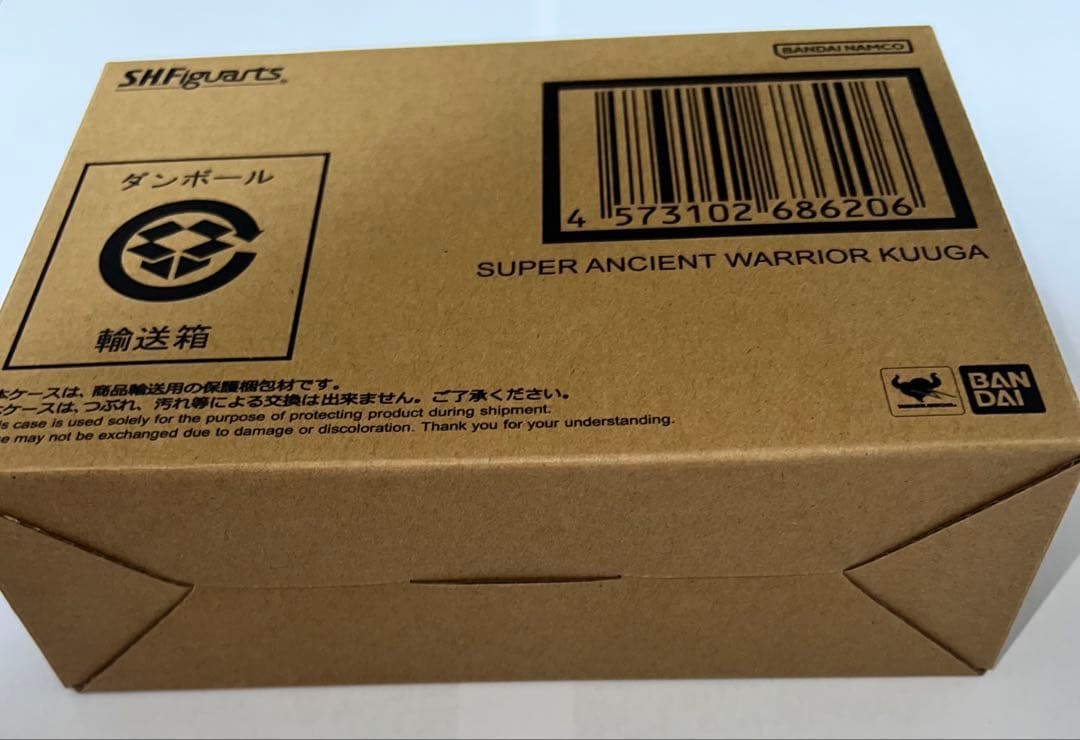 S.H.Figuarts
BANDAI NAMCO
ダンボール
輸送箱
4 573102 686206
SUPER ANCIENT WARRIOR KUUGA
本ケースは、商品輸送用の保護梱包材です。
ケースは、つぶれ、汚れ等による交換は出来ません。ご了承ください。
is case is used solely for the purpose of protecting product during shipment.
se may not be exchanged due to damage or discoloration. Thank you for your understanding.
BAN
DAI